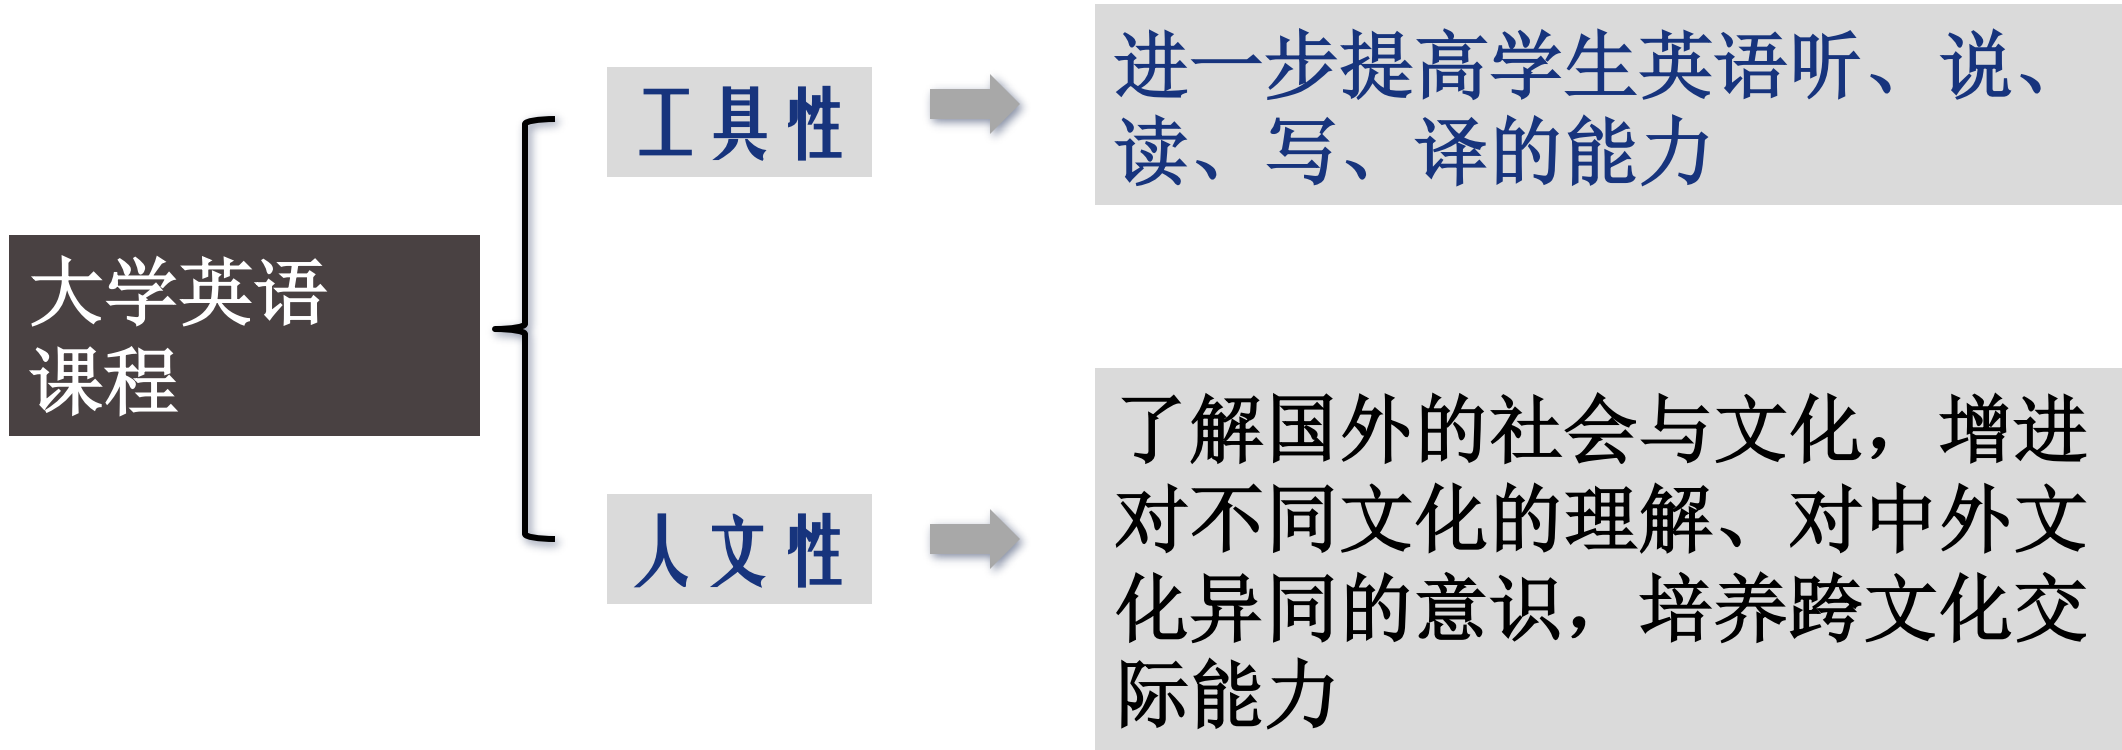 大学英语
课程
工具性
进一步提高学生英语听、说、
读、写、译的能力
人文性
了解国外的社会与文化，增进
对不同文化的理解、对中外文
化异同的意识，培养跨文化交
际能力